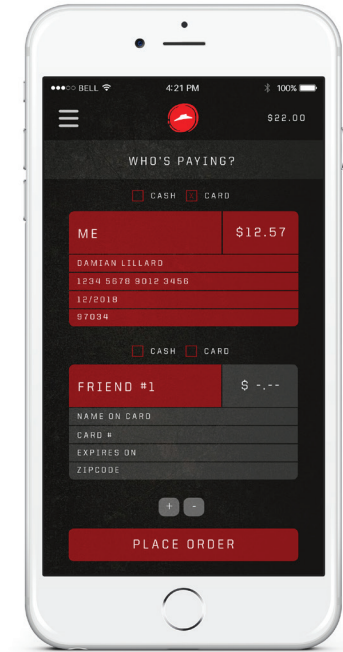 BELL 4:21 PM 100%
$22.00
WHO'S PAYING?
CASH X CARD
ME $12.57
DAMIAN LILLARD
1234 5678 9012 3456
12/2018
97034
CASH CARD
FRIEND #1 $ -.--
NAME ON CARD
CARD #
EXPIRES ON
ZIPCODE
+ -
PLACE ORDER